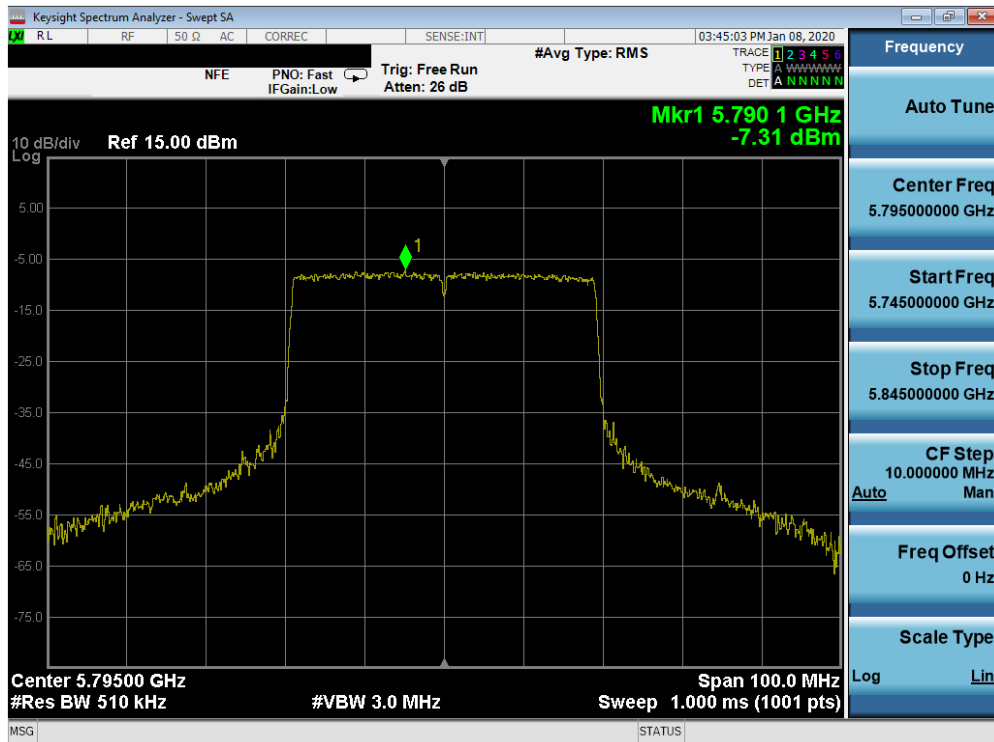 Keysight Spectrum Analyzer - Swept SA
LXI RL RF 50 Ω AC CORREC SENSE:INT 03:45:03 PM Jan 08, 2020
#Avg Type: RMS TRACE 1 2 3 4 5 6
NFE PNO: Fast Trig: Free Run TYPE A WWWWW
IFGain:Low Atten: 26 dB DET A N N N N N
Mkr1 5.790 1 GHz
10 dB/div Ref 15.00 dBm -7.31 dBm
Log
1
5.00
-5.00
-15.0
-25.0
-35.0
-45.0
-55.0
-65.0
-75.0
Center 5.79500 GHz Span 100.0 MHz
#Res BW 510 kHz #VBW 3.0 MHz Sweep 1.000 ms (1001 pts)
MSG STATUS
Frequency
Auto Tune
Center Freq
5.795000000 GHz
Start Freq
5.745000000 GHz
Stop Freq
5.845000000 GHz
CF Step
10.000000 MHz
Auto Man
Freq Offset
0 Hz
Scale Type
Log Lin